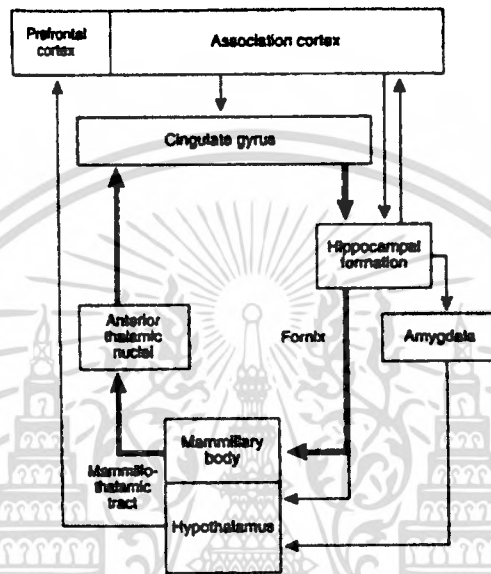 Prefrontal
cortex
Association cortex
Cingulate gyrus
Hippocampal
formation
Anterior
thalamic
nuclei
Fornix
Amygdala
Mammillary
body
Mammillo-
thalamic
tract
Hypothalamus